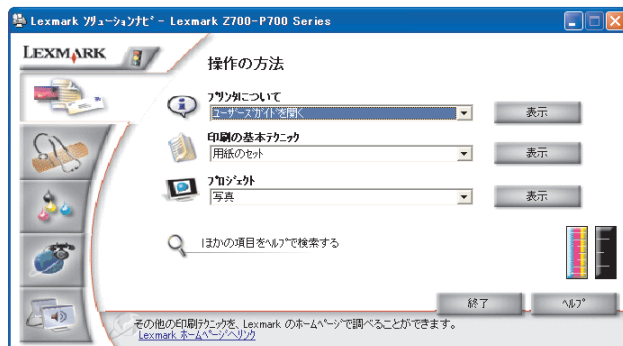 Lexmark ｿﾘｭｰｼｮﾝﾅﾋﾞ - Lexmark Z700-P700 Series
LEXMARK
操作の方法
ﾌﾟﾘﾝﾀについて
ﾕｰｻﾞｰｽﾞｶﾞｲﾄﾞを開く
表示
印刷の基本ﾃｸﾆｯｸ
用紙のｾｯﾄ
表示
ﾌﾟﾛｼﾞｪｸﾄ
写真
表示
ほかの項目をﾍﾙﾌﾟで検索する
終了
ﾍﾙﾌﾟ
その他の印刷ﾃｸﾆｯｸを、Lexmark のﾎｰﾑﾍﾟｰｼﾞで調べることができます。
Lexmark ﾎｰﾑﾍﾟｰｼﾞへﾘﾝｸ